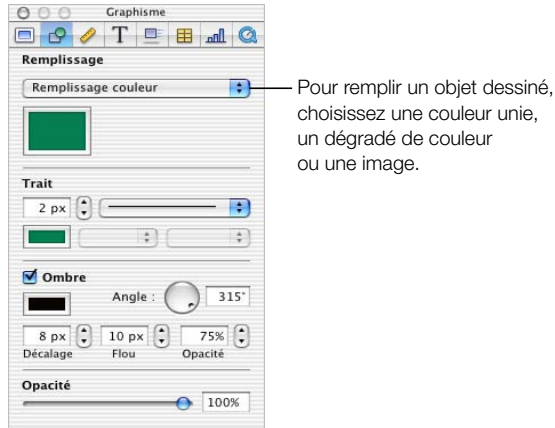 Graphisme
T
Remplissage
Remplissage couleur
Pour remplir un objet dessiné,
choisissez une couleur unie,
un dégradé de couleur
ou une image.
Trait
2 px
Ombre
Angle : 315°
8 px 10 px 75%
Décalage Flou Opacité
Opacité
100%